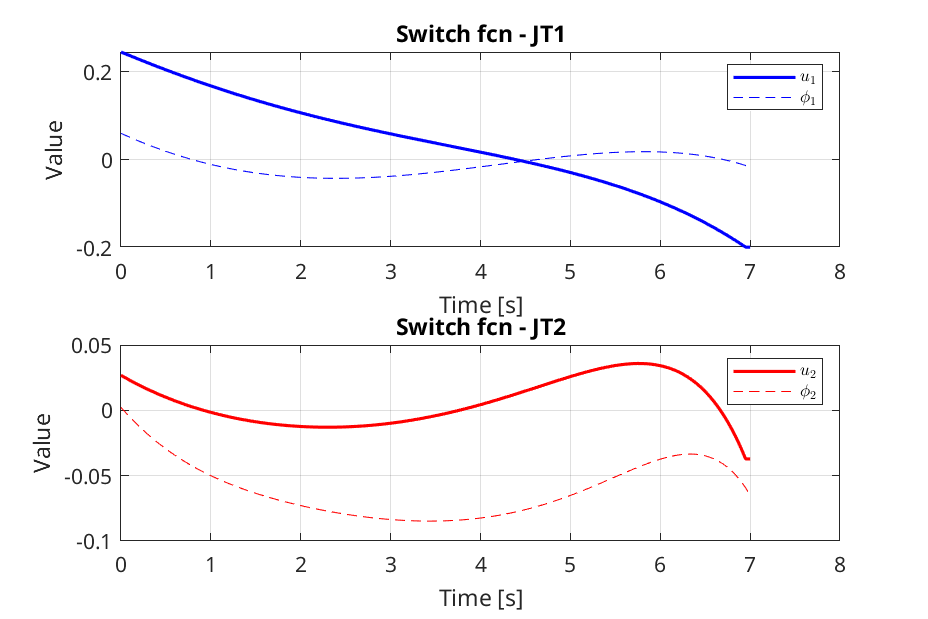 Switch fcn - JT1
Value
0.2
0
-0.2
u₁
ϕ₁
0 1 2 3 4 5 6 7 8
Time [s]
Switch fcn - JT2
Value
0.05
0
-0.05
-0.1
u₂
ϕ₂
0 1 2 3 4 5 6 7 8
Time [s]